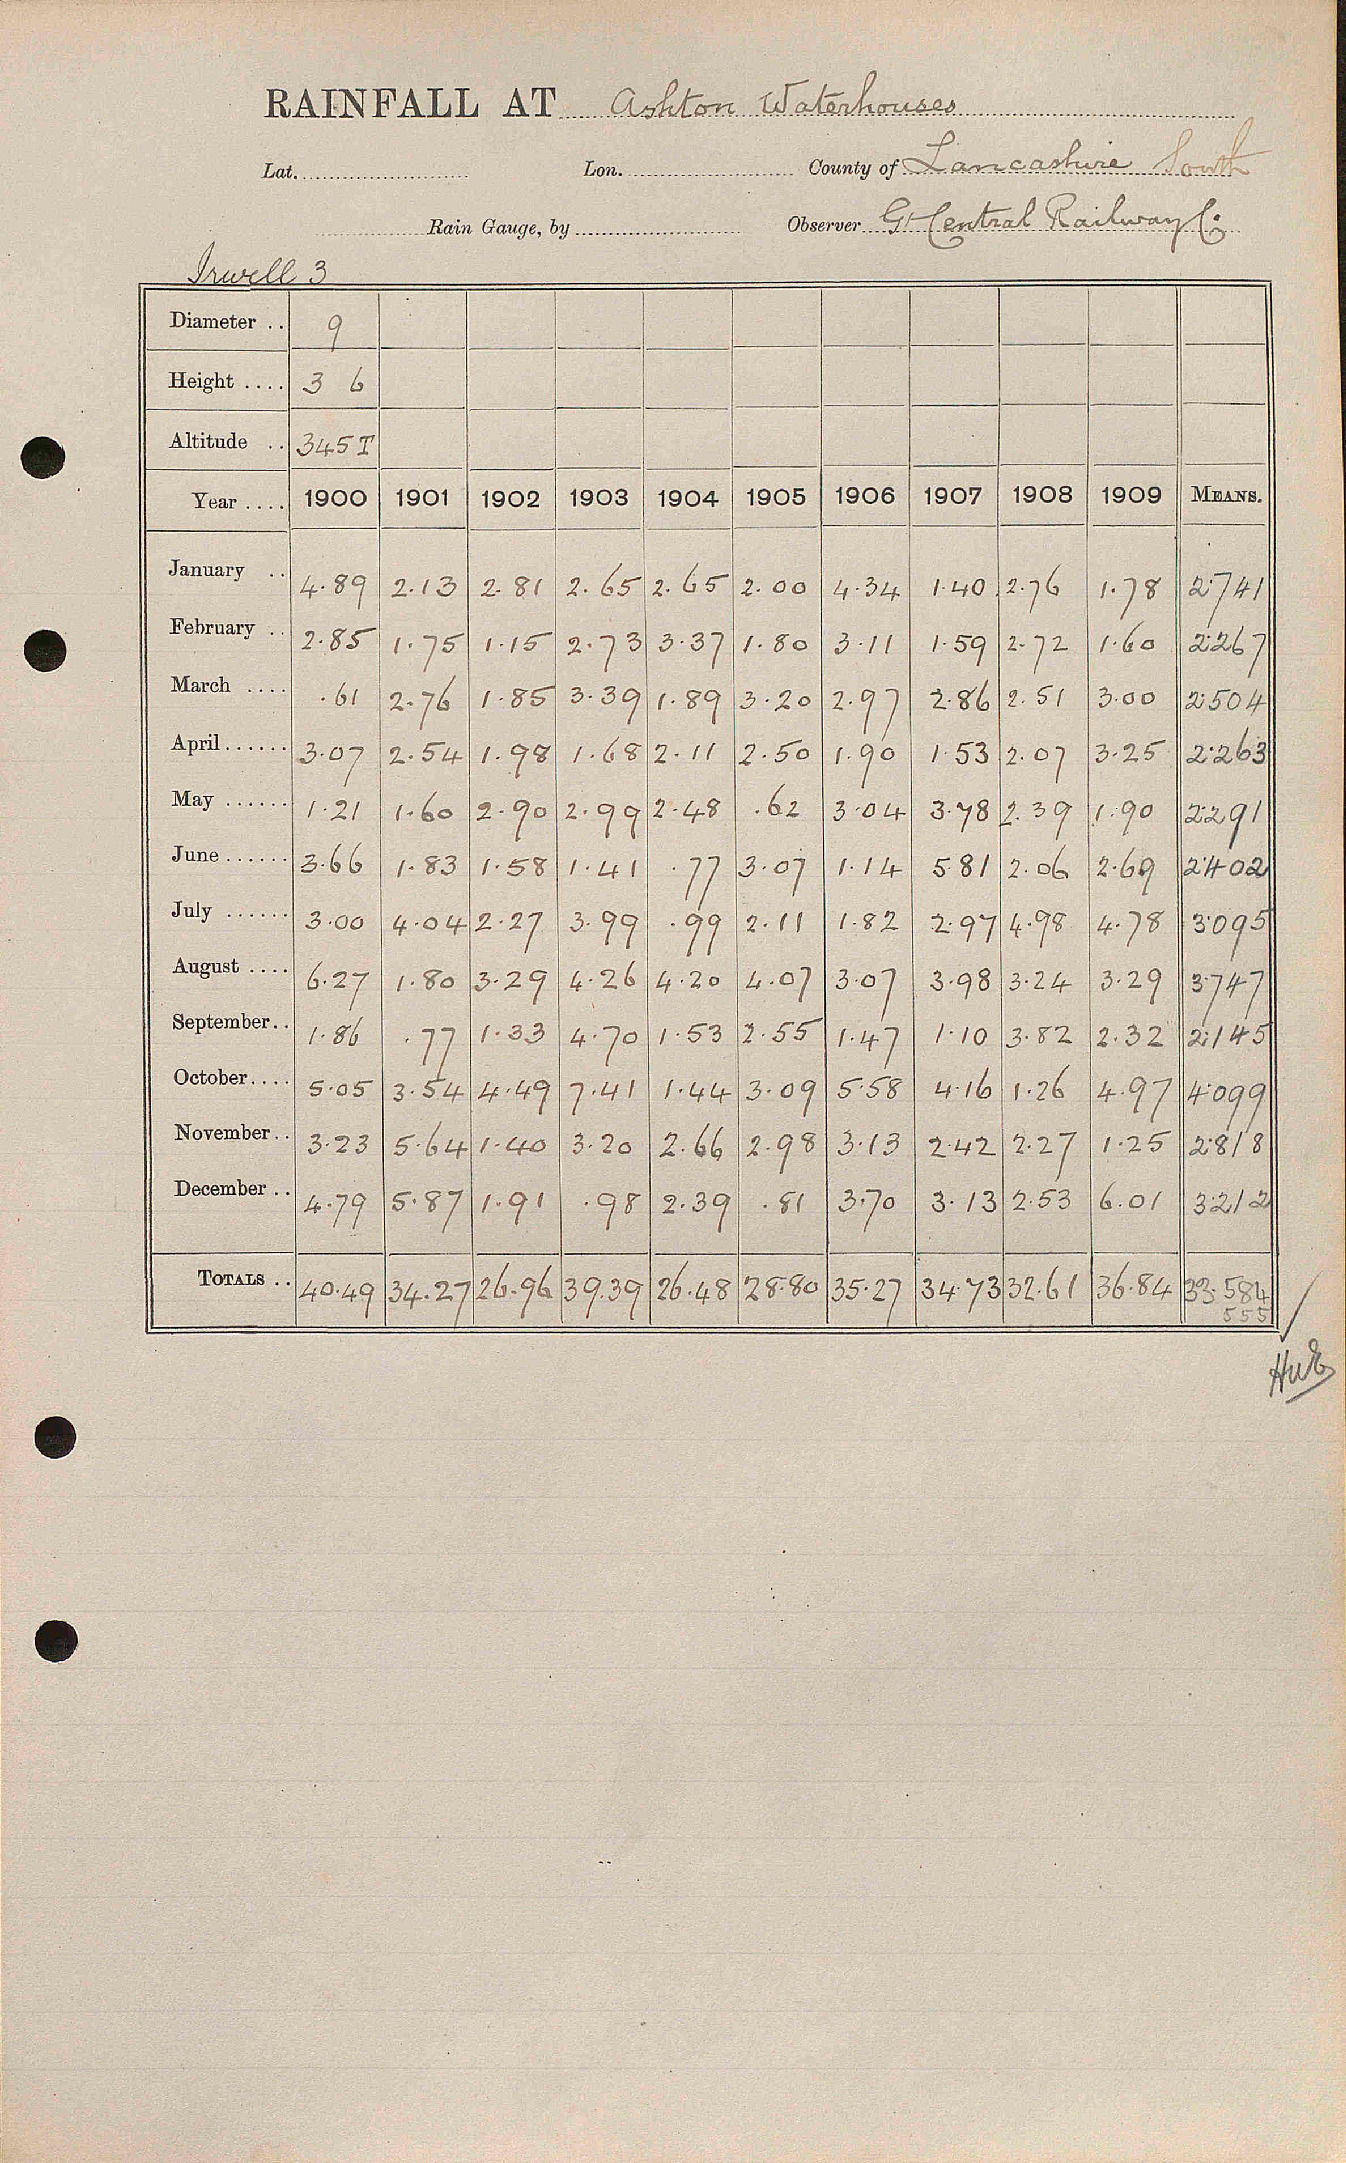 RAINFALL AT Ashton Waterhouses
Lat. Lon. County of Lancashire South
Rain Gauge, by Observer Gt Central Railway Co.
Irwell 3
Diameter .. 9
Height .... 3 6
Altitude .. 345 T
Year .... 1900 1901 1902 1903 1904 1905 1906 1907 1908 1909 MEANS.
January .. 4.89 2.13 2.81 2.65 2.65 2.00 4.34 1.40 2.76 1.78 2.741
February .. 2.85 1.75 1.15 2.73 3.37 1.80 3.11 1.59 2.72 1.60 2.267
March .... .61 2.76 1.85 3.39 1.89 3.20 2.97 2.86 2.51 3.00 2.504
April...... 3.07 2.54 1.98 1.68 2.11 2.50 1.90 1.53 2.07 3.25 2.263
May ...... 1.21 1.60 2.90 2.99 2.48 .62 3.04 3.78 2.39 1.90 2.291
June...... 3.66 1.83 1.58 1.41 .77 3.07 1.14 5.81 2.06 2.69 2.402
July ...... 3.00 4.04 2.27 3.99 .99 2.11 1.82 2.97 4.98 4.78 3.095
August .... 6.27 1.80 3.29 4.26 4.20 4.07 3.07 3.98 3.24 3.29 3.747
September.. 1.86 .77 1.33 4.70 1.53 2.55 1.47 1.10 3.82 2.32 2.145
October.... 5.05 3.54 4.49 7.41 1.44 3.09 5.58 4.16 1.26 4.97 4.099
November.. 3.23 5.64 1.40 3.20 2.66 2.98 3.13 2.42 2.27 1.25 2.818
December .. 4.79 5.87 1.91 .98 2.39 .81 3.70 3.13 2.53 6.01 3.212
TOTALS .. 40.49 34.27 26.96 39.39 26.48 28.80 35.27 34.73 32.61 36.84 33.584
555